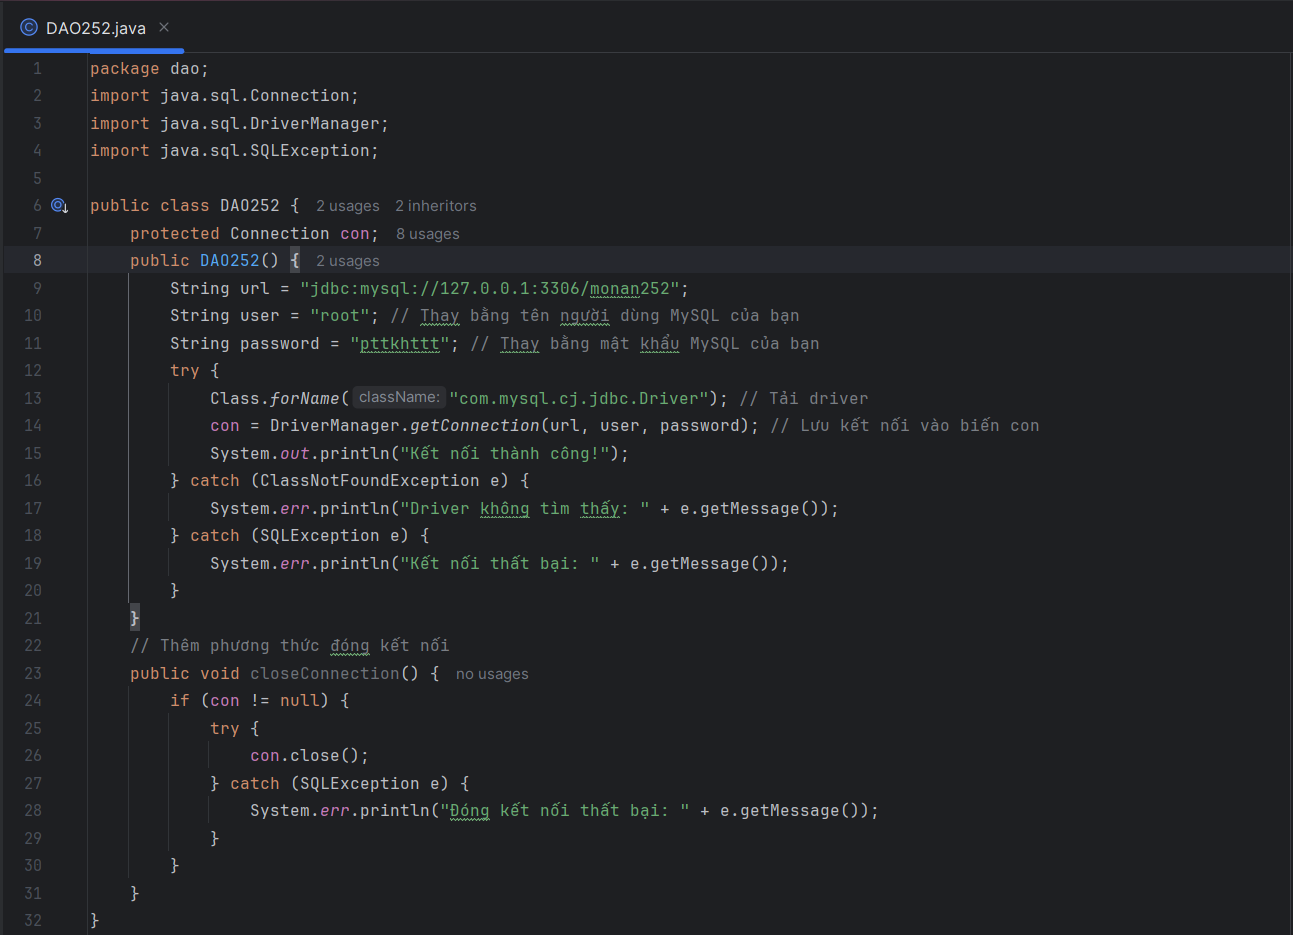 DAO252.java
1 package dao;
2 import java.sql.Connection;
3 import java.sql.DriverManager;
4 import java.sql.SQLException;
5
6 public class DAO252 { 2 usages 2 inheritors
7 protected Connection con; 8 usages
8 public DAO252() { 2 usages
9 String url = "jdbc:mysql://127.0.0.1:3306/monan252";
10 String user = "root"; // Thay bằng tên người dùng MySQL của bạn
11 String password = "pttkhttt"; // Thay bằng mật khẩu MySQL của bạn
12 try {
13 Class.forName( className: "com.mysql.cj.jdbc.Driver"); // Tải driver
14 con = DriverManager.getConnection(url, user, password); // Lưu kết nối vào biến con
15 System.out.println("Kết nối thành công!");
16 } catch (ClassNotFoundException e) {
17 System.err.println("Driver không tìm thấy: " + e.getMessage());
18 } catch (SQLException e) {
19 System.err.println("Kết nối thất bại: " + e.getMessage());
20 }
21 }
22 // Thêm phương thức đóng kết nối
23 public void closeConnection() { no usages
24 if (con != null) {
25 try {
26 con.close();
27 } catch (SQLException e) {
28 System.err.println("Đóng kết nối thất bại: " + e.getMessage());
29 }
30 }
31 }
32 }